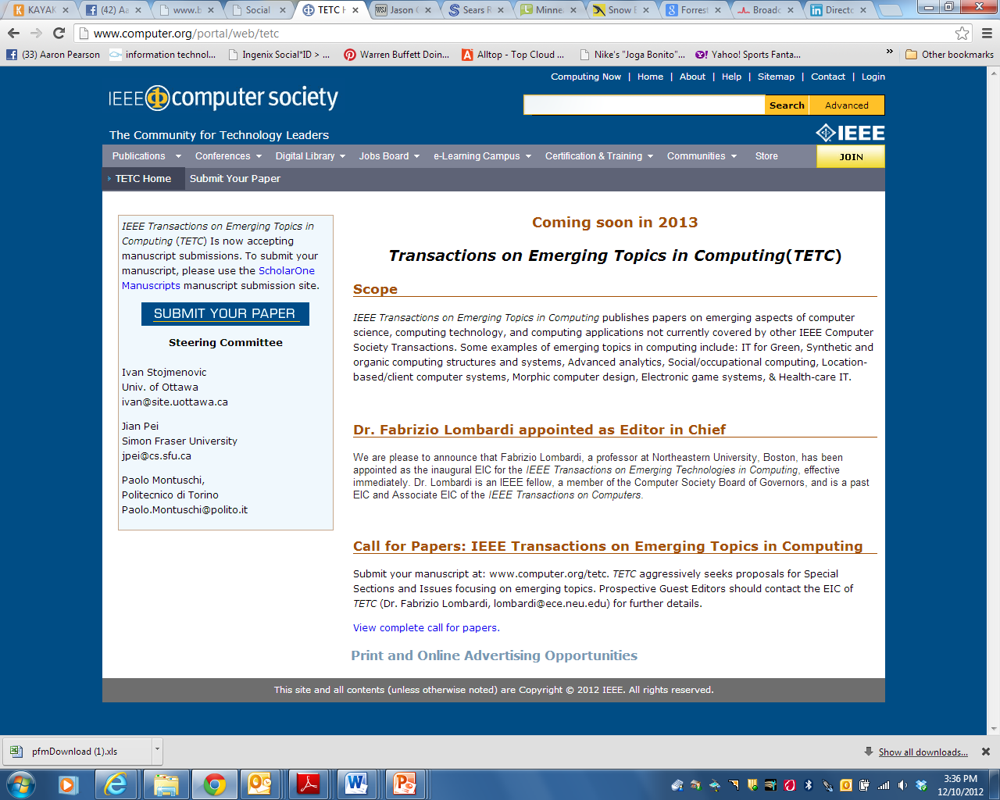 KAYAK
(42) Aa
www.b
Social
TETC H
Jason C
Sears R
Minne
Snow
Forrest
Broadc
Directo
www.computer.org/portal/web/tetc
(33) Aaron Pearson
information technol...
Ingenix Social*ID > ...
Warren Buffett Doin...
Alltop - Top Cloud ...
Nike's "Joga Bonito"...
Yahoo! Sports Fanta...
»
Other bookmarks
Computing Now | Home | About | Help | Sitemap | Contact | Login
IEEE computer society
Search Advanced
The Community for Technology Leaders
IEEE
Publications Conferences Digital Library Jobs Board e-Learning Campus Certification & Training Communities Store JOIN
TETC Home Submit Your Paper
IEEE Transactions on Emerging Topics in
Computing (TETC) Is now accepting
manuscript submissions. To submit your
manuscript, please use the ScholarOne
Manuscripts manuscript submission site.
SUBMIT YOUR PAPER
Steering Committee
Ivan Stojmenovic
Univ. of Ottawa
ivan@site.uottawa.ca
Jian Pei
Simon Fraser University
jpei@cs.sfu.ca
Paolo Montuschi,
Politecnico di Torino
Paolo.Montuschi@polito.it
Coming soon in 2013
Transactions on Emerging Topics in Computing(TETC)
Scope
IEEE Transactions on Emerging Topics in Computing publishes papers on emerging aspects of computer
science, computing technology, and computing applications not currently covered by other IEEE Computer
Society Transactions. Some examples of emerging topics in computing include: IT for Green, Synthetic and
organic computing structures and systems, Advanced analytics, Social/occupational computing, Location-
based/client computer systems, Morphic computer design, Electronic game systems, & Health-care IT.
Dr. Fabrizio Lombardi appointed as Editor in Chief
We are please to announce that Fabrizio Lombardi, a professor at Northeastern University, Boston, has been
appointed as the inaugural EIC for the IEEE Transactions on Emerging Technologies in Computing, effective
immediately. Dr. Lombardi is an IEEE fellow, a member of the Computer Society Board of Governors, and is a past
EIC and Associate EIC of the IEEE Transactions on Computers.
Call for Papers: IEEE Transactions on Emerging Topics in Computing
Submit your manuscript at: www.computer.org/tetc. TETC aggressively seeks proposals for Special
Sections and Issues focusing on emerging topics. Prospective Guest Editors should contact the EIC of
TETC (Dr. Fabrizio Lombardi, lombardi@ece.neu.edu) for further details.
View complete call for papers.
Print and Online Advertising Opportunities
This site and all contents (unless otherwise noted) are Copyright © 2012 IEEE. All rights reserved.
pfmDownload (1).xls
Show all downloads...
3:36 PM
12/10/2012